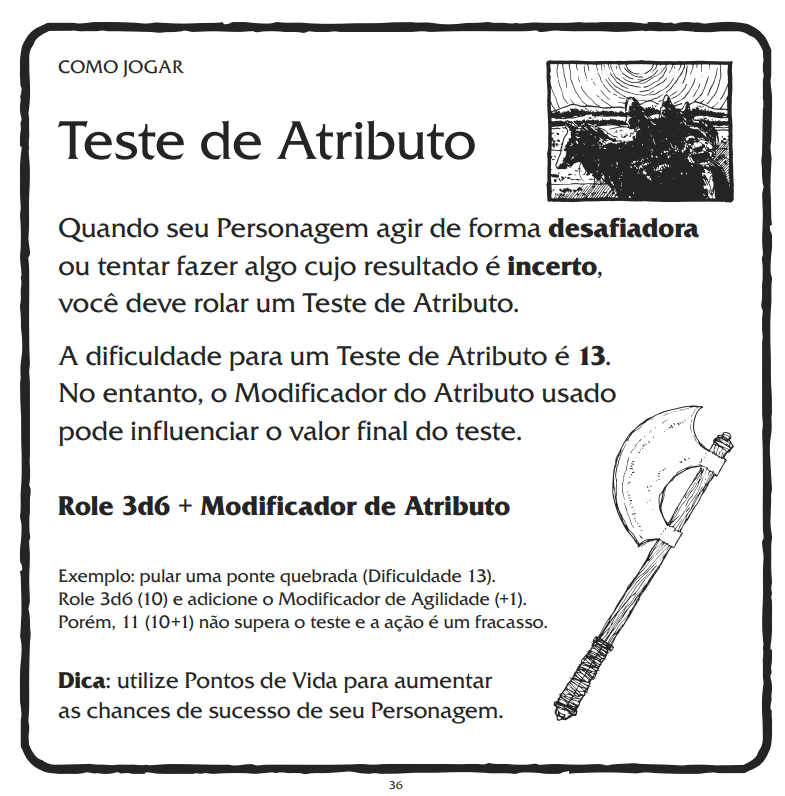 COMO JOGAR
Teste de Atributo
Quando seu Personagem agir de forma desafiadora
ou tentar fazer algo cujo resultado é incerto,
você deve rolar um Teste de Atributo.
A dificuldade para um Teste de Atributo é 13.
No entanto, o Modificador do Atributo usado
pode influenciar o valor final do teste.
Role 3d6 + Modificador de Atributo
Exemplo: pular uma ponte quebrada (Dificuldade 13).
Role 3d6 (10) e adicione o Modificador de Agilidade (+1).
Porém, 11 (10+1) não supera o teste e a ação é um fracasso.
Dica: utilize Pontos de Vida para aumentar
as chances de sucesso de seu Personagem.
36